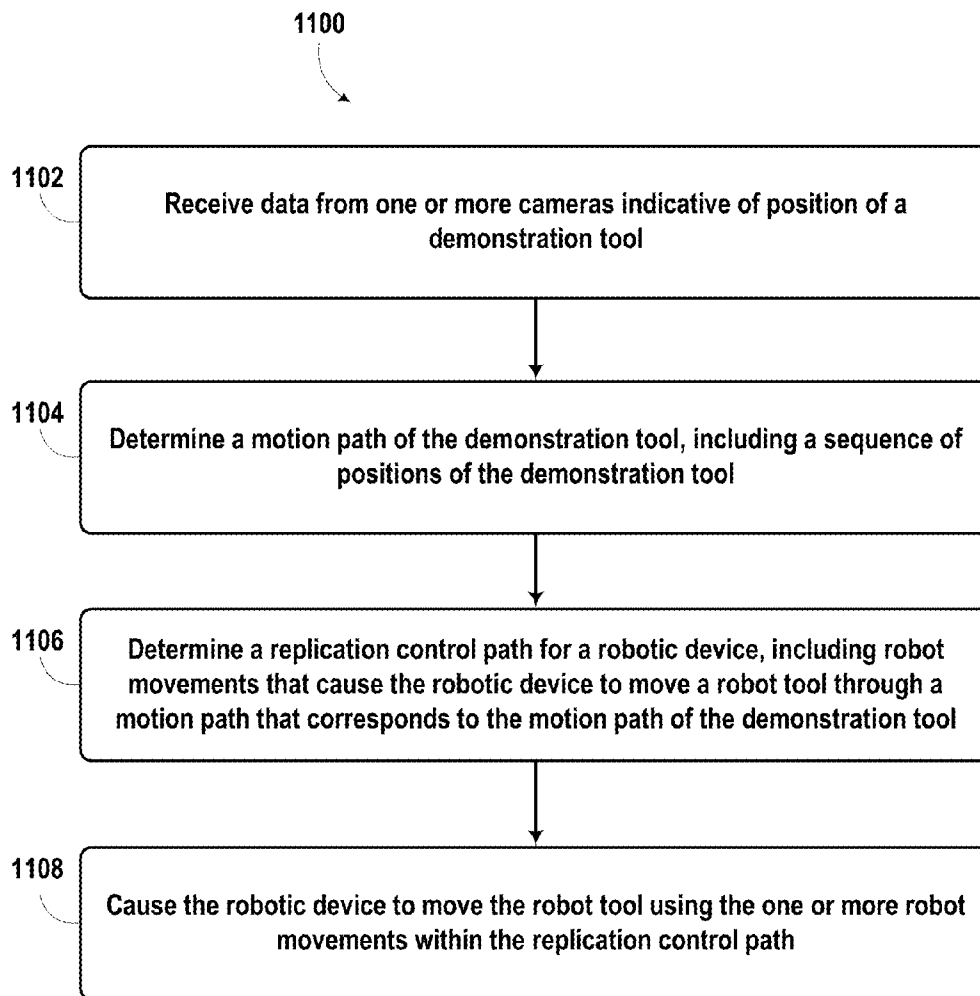 1100
1102
Receive data from one or more cameras indicative of position of a
demonstration tool
1104
Determine a motion path of the demonstration tool, including a sequence of
positions of the demonstration tool
1106
Determine a replication control path for a robotic device, including robot
movements that cause the robotic device to move a robot tool through a
motion path that corresponds to the motion path of the demonstration tool
1108
Cause the robotic device to move the robot tool using the one or more robot
movements within the replication control path